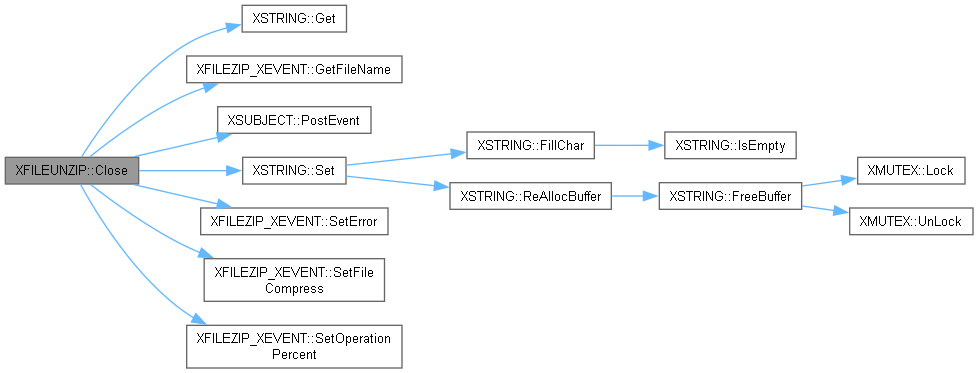 XSTRING::Get
XFILEZIP_XEVENT::GetFileName
XSUBJECT::PostEvent
XSTRING::FillChar
XSTRING::IsEmpty
XFILEUNZIP::Close
XSTRING::Set
XMUTEX::Lock
XSTRING::ReAllocBuffer
XSTRING::FreeBuffer
XFILEZIP_XEVENT::SetError
XMUTEX::UnLock
XFILEZIP_XEVENT::SetFile
Compress
XFILEZIP_XEVENT::SetOperation
Percent